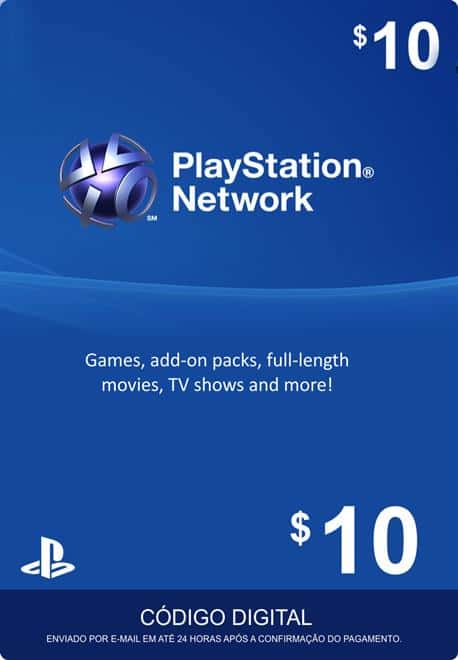 $10
PlayStation®
Network
SM
Games, add-on packs, full-length
movies, TV shows and more!
$10
CÓDIGO DIGITAL
ENVIADO POR E-MAIL EM ATÉ 24 HORAS APÓS A CONFIRMAÇÃO DO PAGAMENTO.